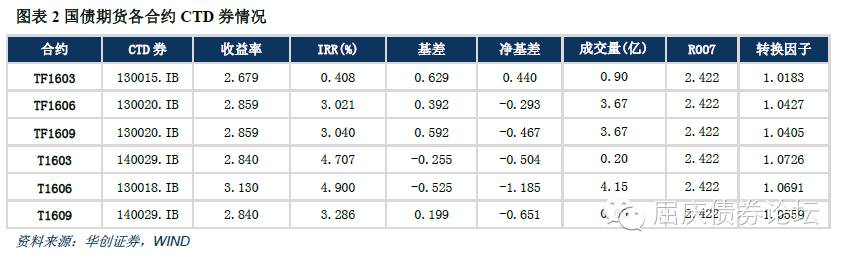 图表 2 国债期货各合约 CTD 券情况
合约 CTD 券 收益率 IRR(%) 基差 净基差 成交量(亿) R007 转换因子
TF1603 130015.IB 2.679 0.408 0.629 0.440 0.90 2.422 1.0183
TF1606 130020.IB 2.859 3.021 0.392 -0.293 3.67 2.422 1.0427
TF1609 130020.IB 2.859 3.040 0.592 -0.467 3.67 2.422 1.0405
T1603 140029.IB 2.840 4.707 -0.255 -0.504 0.20 2.422 1.0726
T1606 130018.IB 3.130 4.900 -0.525 -1.185 4.15 2.422 1.0691
T1609 140029.IB 2.840 3.286 0.199 -0.651 2.422
屈庆债券论坛
资料来源：华创证券，WIND